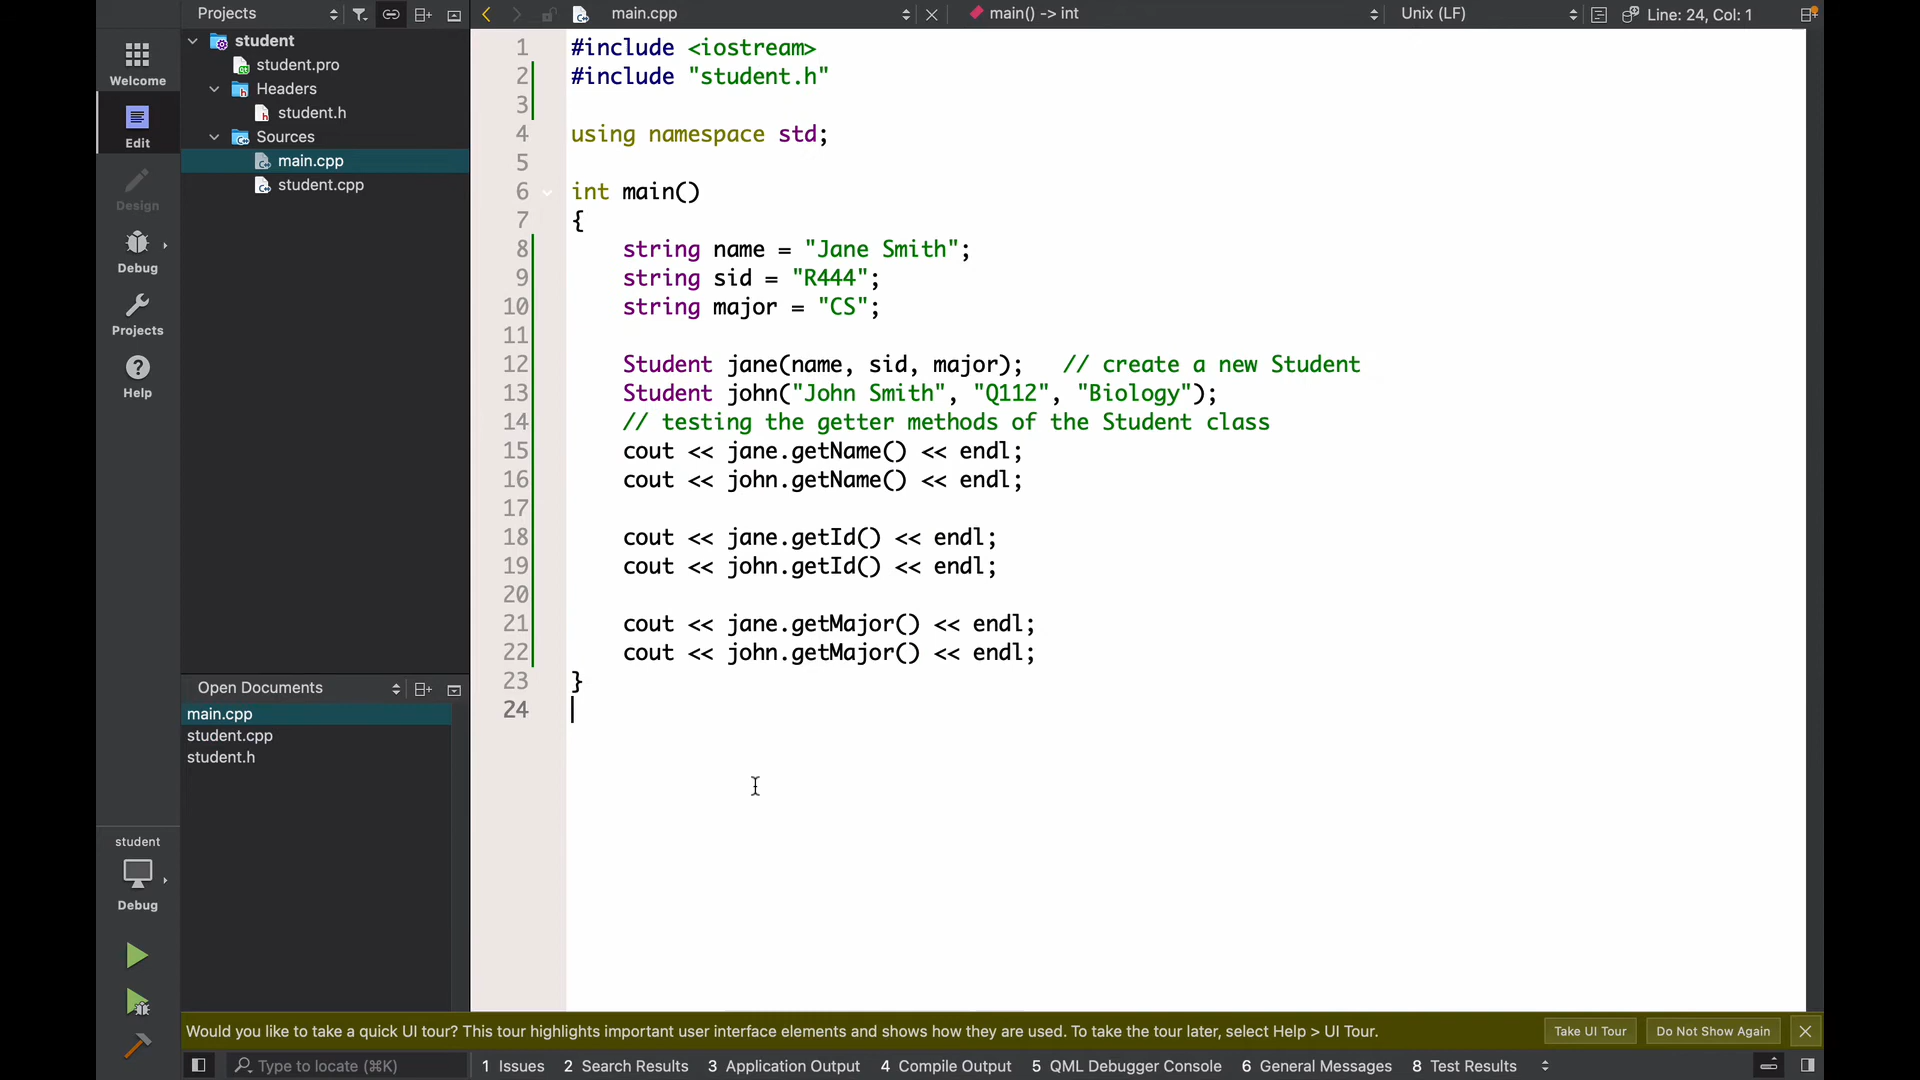 Projects
main.cpp
main() -> int
Unix (LF)
Line: 24, Col: 1
Welcome
Edit
Design
Debug
Projects
Help
student
student.pro
Headers
student.h
Sources
main.cpp
student.cpp
Open Documents
main.cpp
student.cpp
student.h
student
Debug
1 #include <iostream>
2 #include "student.h"
3
4 using namespace std;
5
6 int main()
7 {
8 string name = "Jane Smith";
9 string sid = "R444";
10 string major = "CS";
11
12 Student jane(name, sid, major); // create a new Student
13 Student john("John Smith", "Q112", "Biology");
14 // testing the getter methods of the Student class
15 cout << jane.getName() << endl;
16 cout << john.getName() << endl;
17
18 cout << jane.getId() << endl;
19 cout << john.getId() << endl;
20
21 cout << jane.getMajor() << endl;
22 cout << john.getMajor() << endl;
23 }
24
Would you like to take a quick UI tour? This tour highlights important user interface elements and shows how they are used. To take the tour later, select Help > UI Tour.
Take UI Tour
Do Not Show Again
Type to locate (⌘K)
1 Issues
2 Search Results
3 Application Output
4 Compile Output
5 QML Debugger Console
6 General Messages
8 Test Results